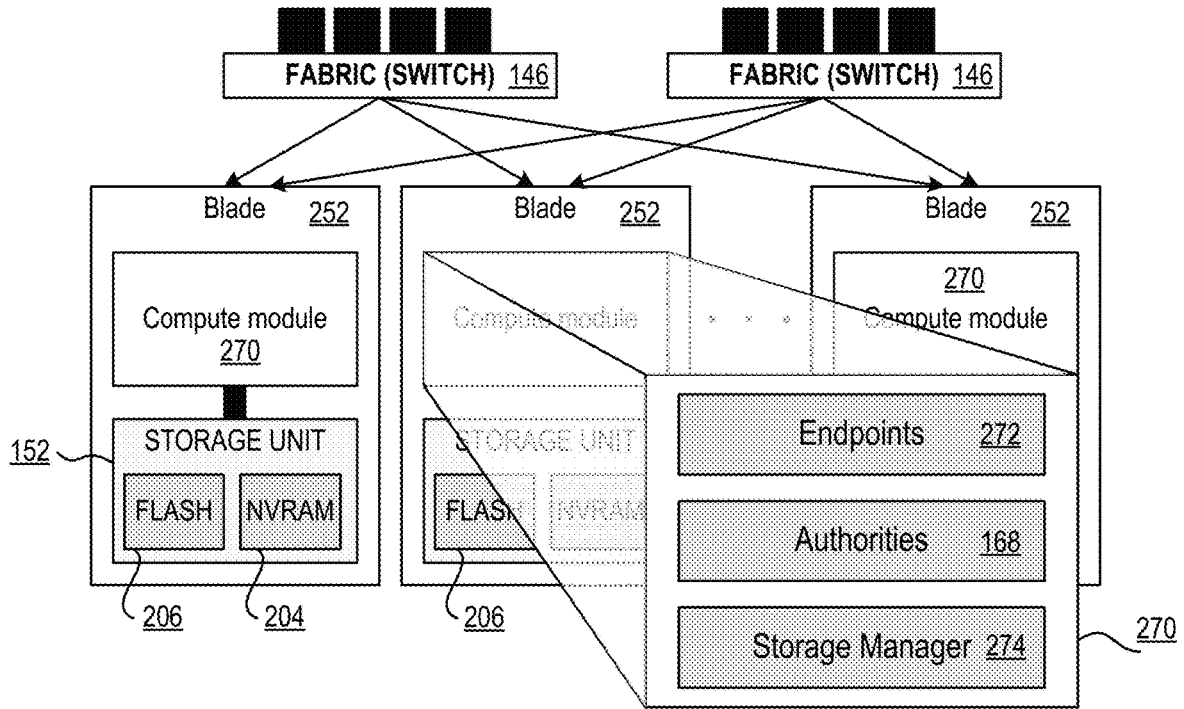 FABRIC (SWITCH) 146
FABRIC (SWITCH) 146
Blade 252
Blade 252
Blade 252
Compute module
270
Compute module
. . .
270
Compute module
152
STORAGE UNIT
FLASH
NVRAM
STORAGE UNIT
FLASH
NVRAM
206
204
206
Endpoints 272
Authorities 168
Storage Manager 274
270